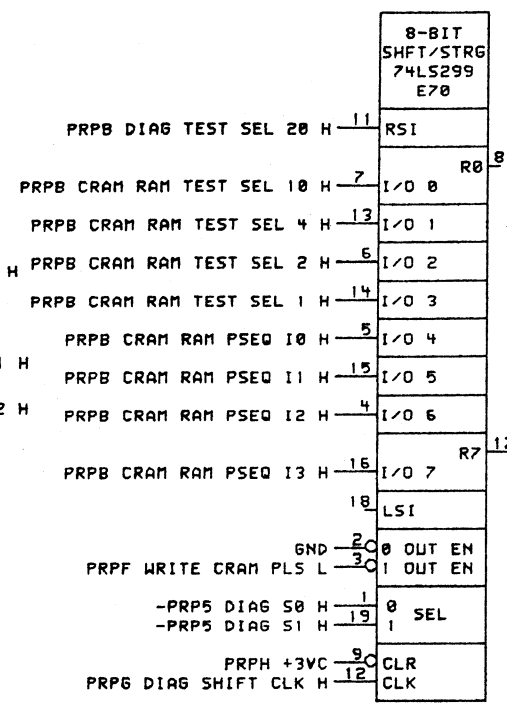 8-BIT
SHFT/STRG
74LS299
E70
PRPB DIAG TEST SEL 20 H 11 RSI
R0 8
PRPB CRAM RAM TEST SEL 10 H 7 I/O 0
PRPB CRAM RAM TEST SEL 4 H 13 I/O 1
H PRPB CRAM RAM TEST SEL 2 H 6 I/O 2
PRPB CRAM RAM TEST SEL 1 H 14 I/O 3
PRPB CRAM RAM PSEQ I0 H 5 I/O 4
H
PRPB CRAM RAM PSEQ I1 H 15 I/O 5
2 H PRPB CRAM RAM PSEQ I2 H 4 I/O 6
R7
PRPB CRAM RAM PSEQ I3 H 16 I/O 7
18 LSI
GND 2 0 OUT EN
PRPF WRITE CRAM PLS L 3 1 OUT EN
-PRP5 DIAG S0 H 1 0 SEL
-PRP5 DIAG S1 H 19 1
PRPH +3VC 9 CLR
PRPG DIAG SHIFT CLK H 12 CLK